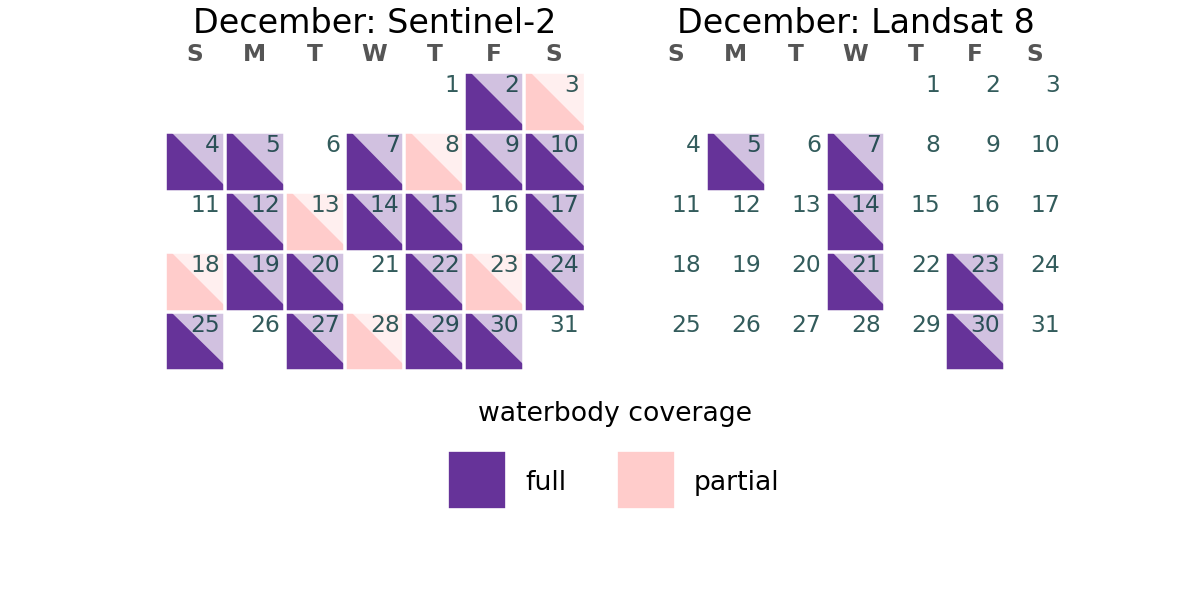 December: Sentinel-2
S M T W T F S
1 2 3
4 5 6 7 8 9 10
11 12 13 14 15 16 17
18 19 20 21 22 23 24
25 26 27 28 29 30 31
December: Landsat 8
S M T W T F S
1 2 3
4 5 6 7 8 9 10
11 12 13 14 15 16 17
18 19 20 21 22 23 24
25 26 27 28 29 30 31
waterbody coverage
full partial